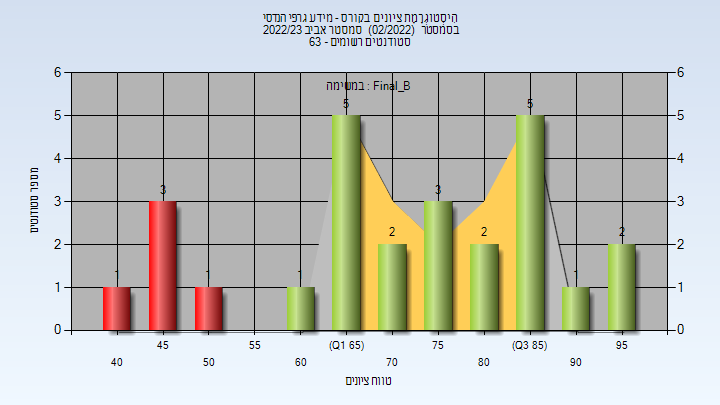 היסטוגרמת ציונים בקורס - מידע גרפי הנדסי
בסמסטר (02/2022) סמסטר אביב 2022/23
סטודנטים רשומים - 63
במשימה : Final_B
6 6
5 5
4 4
3 3
2 2
1 1
0 0
מספר סטודנטים
1 3 1 1 5 2 3 2 5 1 2
45 55 (Q1 65) 75 (Q3 85) 95
40 50 60 70 80 90
טווח ציונים